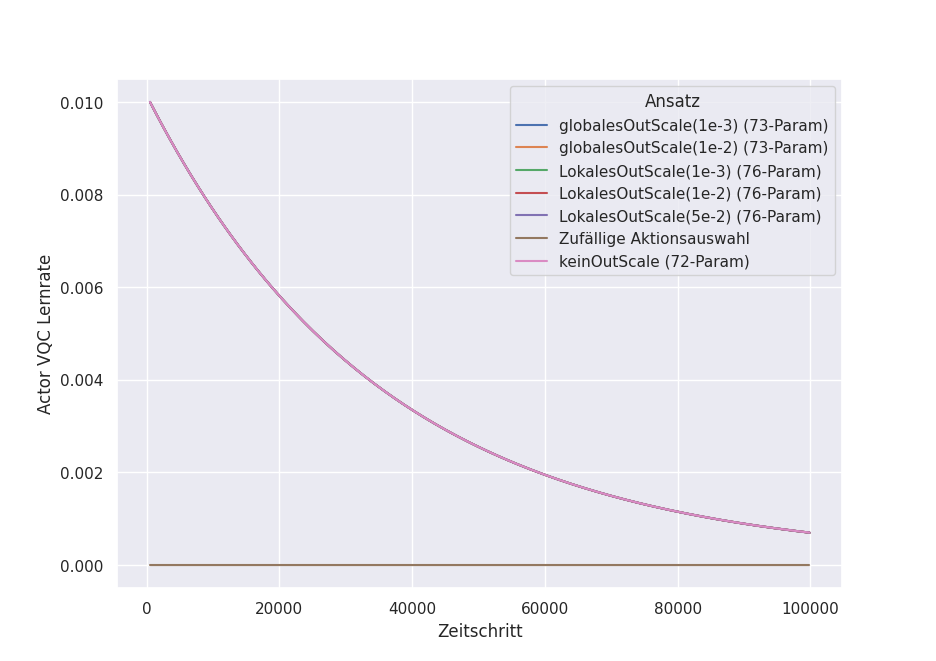 Ansatz
globalesOutScale(1e-3) (73-Param)
globalesOutScale(1e-2) (73-Param)
LokalesOutScale(1e-3) (76-Param)
LokalesOutScale(1e-2) (76-Param)
LokalesOutScale(5e-2) (76-Param)
Zufällige Aktionsauswahl
keinOutScale (72-Param)
Actor VQC Lernrate
0.010
0.008
0.006
0.004
0.002
0.000
0 20000 40000 60000 80000 100000
Zeitschritt